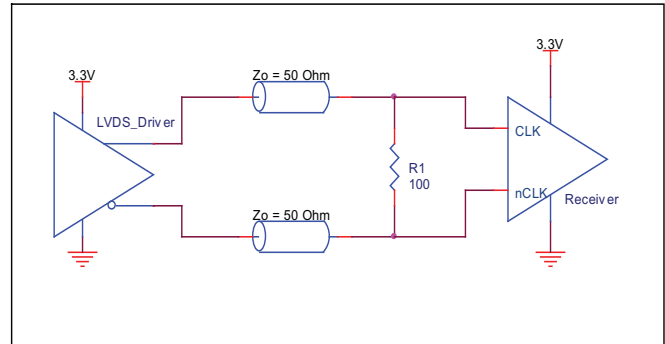 3.3V
3.3V
Zo = 50 Ohm
LVDS_Driver
CLK
R1
100
nCLK
Receiver
Zo = 50 Ohm